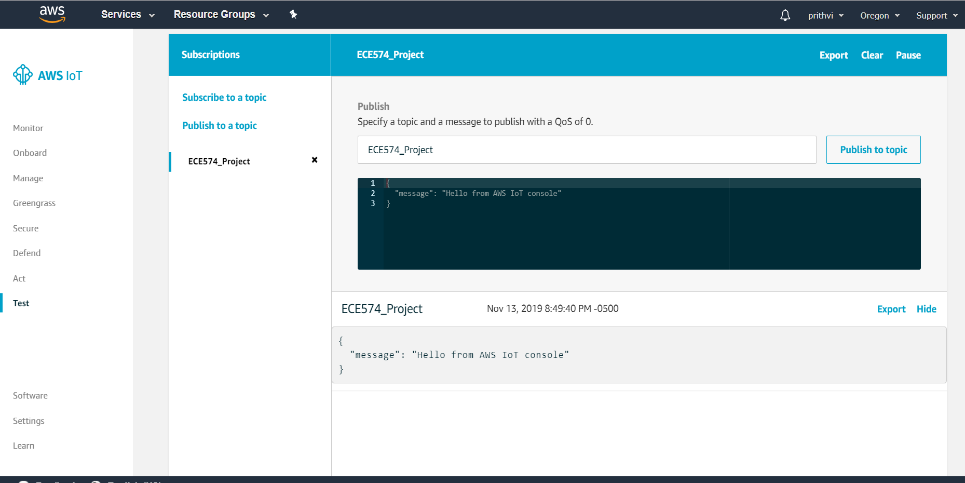 aws Services Resource Groups prithvi Oregon Support
AWS IoT
Monitor
Onboard
Manage
Greengrass
Secure
Defend
Act
Test
Software
Settings
Learn
Subscriptions
Subscribe to a topic
Publish to a topic
ECE574_Project
ECE574_Project Export Clear Pause
Publish
Specify a topic and a message to publish with a QoS of 0.
ECE574_Project Publish to topic
1 {
2 "message": "Hello from AWS IoT console"
3 }
ECE574_Project Nov 13, 2019 8:49:40 PM -0500 Export Hide
{
"message": "Hello from AWS IoT console"
}